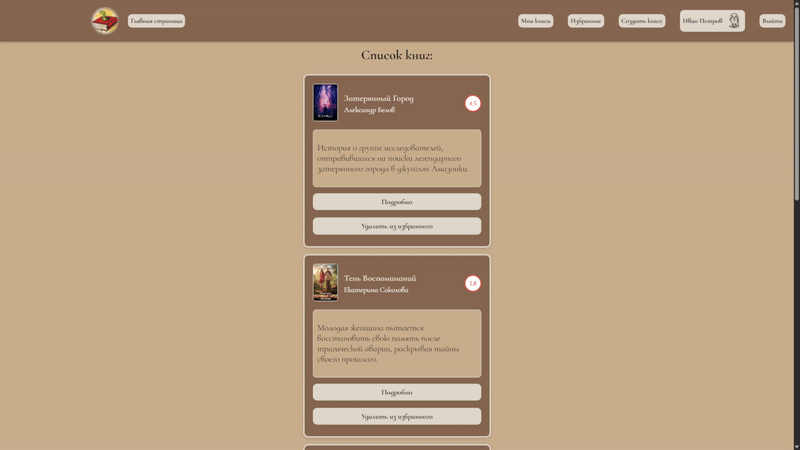 Главная страница
Мои книги
Избранное
Создать книгу
Иван Петров
Выйти
Список книг:
Затерянный Город
Александр Белов
4.5
История о группе исследователей,
отправившихся на поиски легендарного
затерянного города в джунглях Амазонки.
Подробно
Удалить из избранного
Тень Воспоминаний
Екатерина Соколова
3.8
Молодая женщина пытается
восстановить свою память после
трагической аварии, раскрывая тайны
своего прошлого.
Подробно
Удалить из избранного